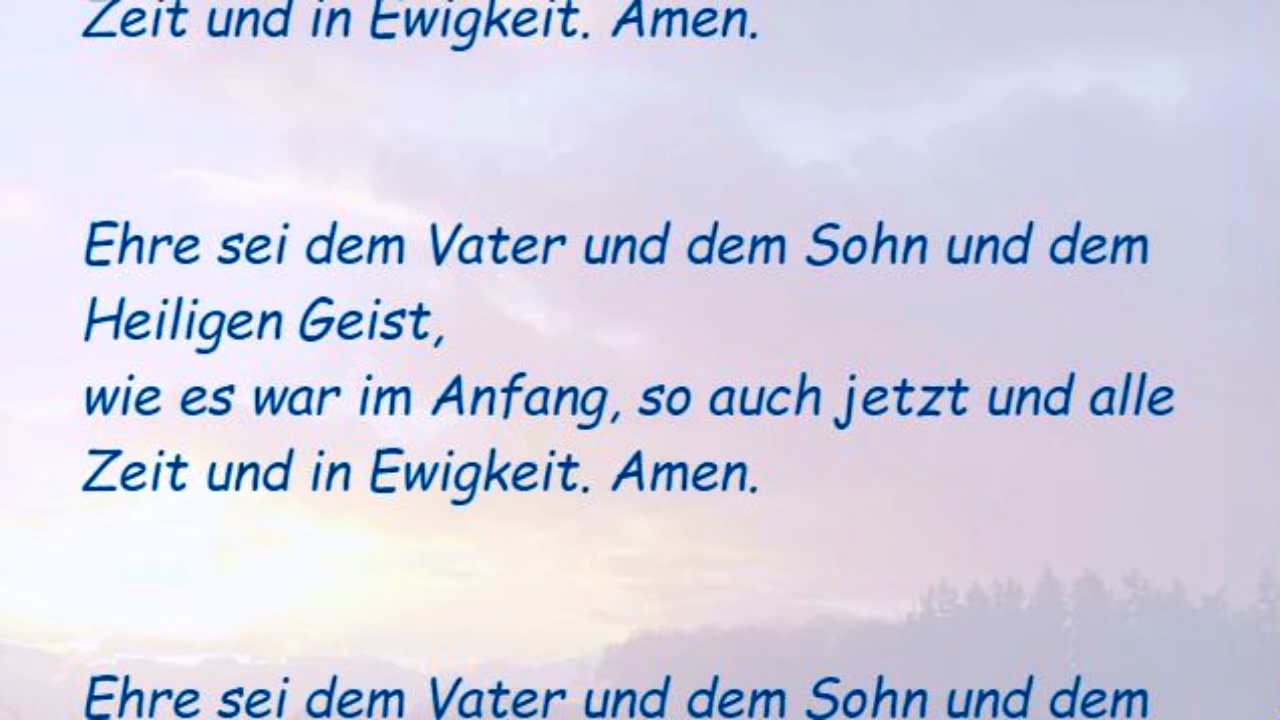 Zeit und in Ewigkeit. Amen.
Ehre sei dem Vater und dem Sohn und dem
Heiligen Geist,
wie es war im Anfang, so auch jetzt und alle
Zeit und in Ewigkeit. Amen.
Ehre sei dem Vater und dem Sohn und dem